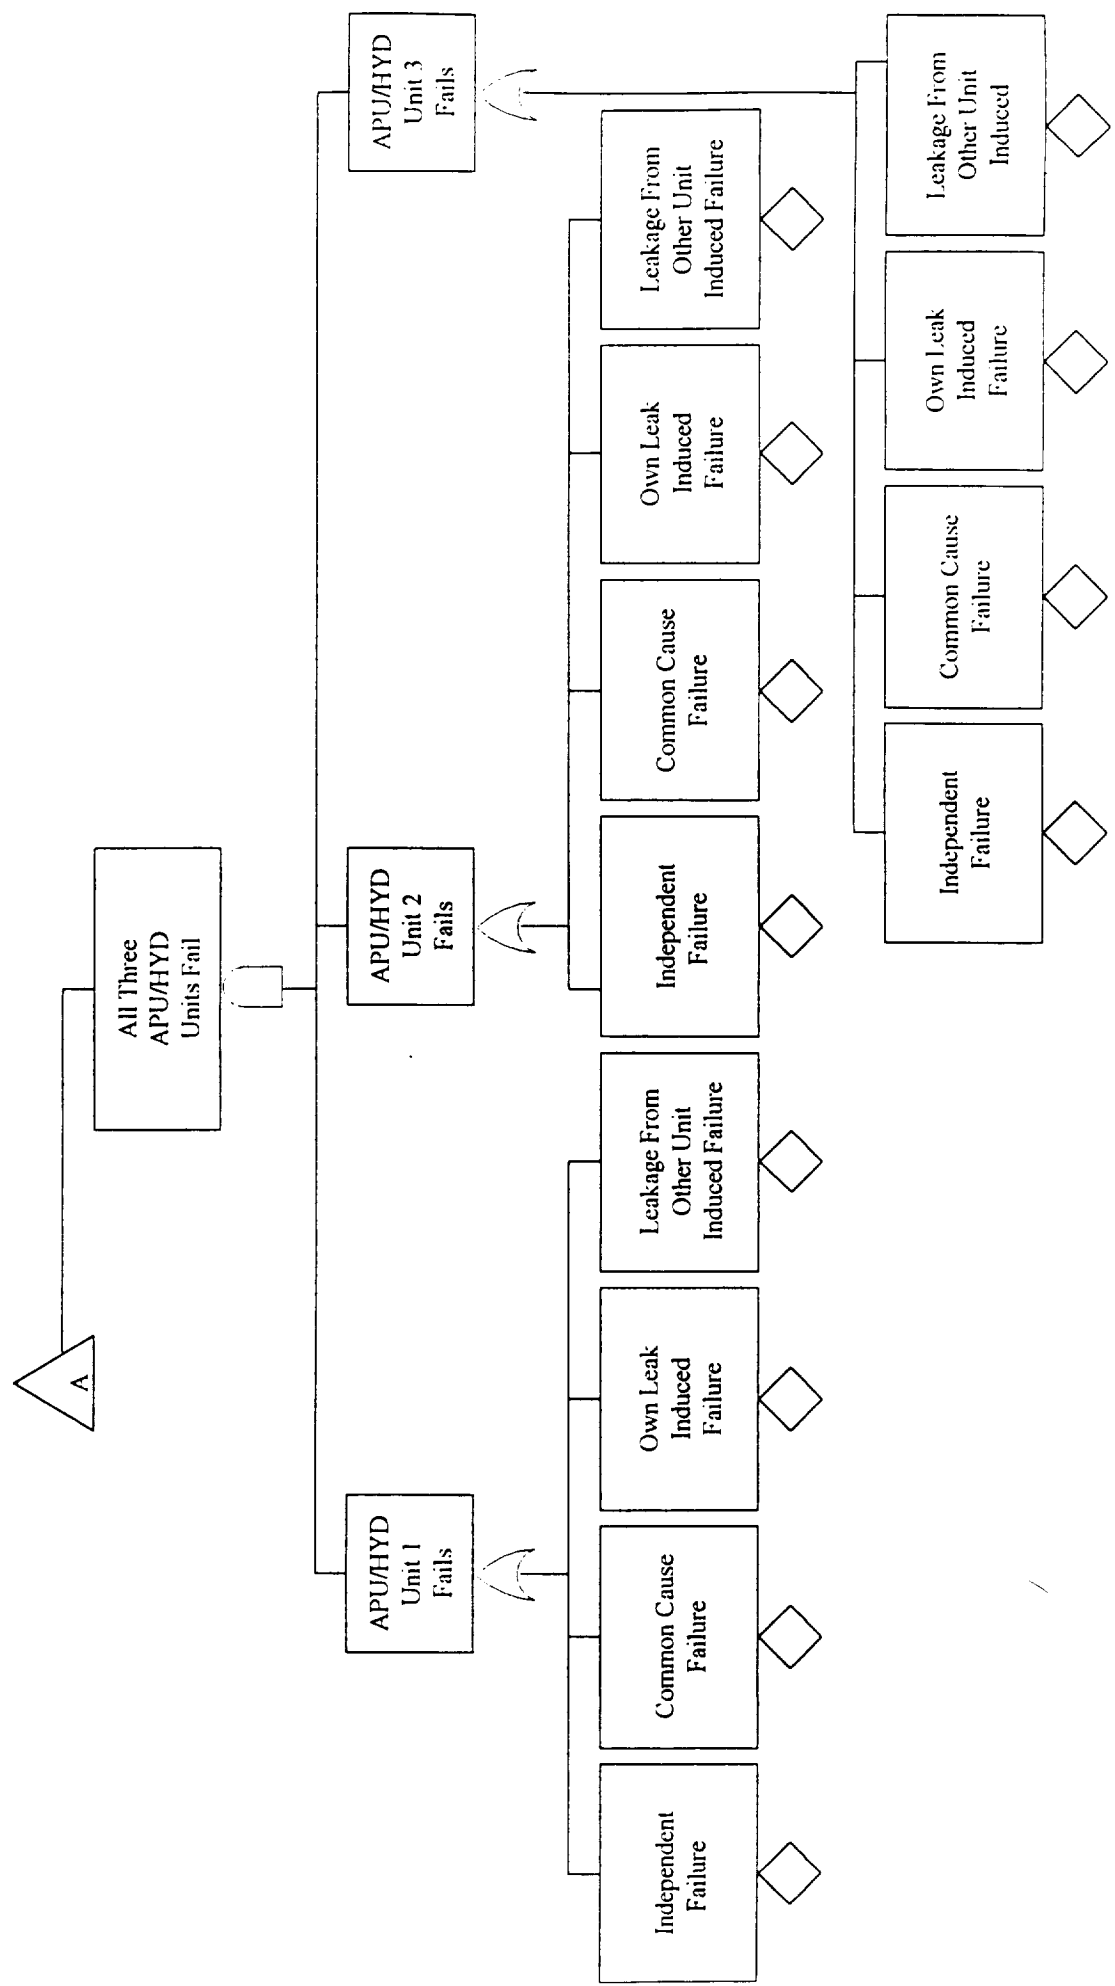 A
All Three
APU/HYD
Units Fail
APU/HYD
Unit 1
Fails
APU/HYD
Unit 2
Fails
APU/HYD
Unit 3
Fails
Independent
Failure
Common Cause
Failure
Own Leak
Induced
Failure
Leakage From
Other Unit
Induced Failure
Independent
Failure
Common Cause
Failure
Own Leak
Induced
Failure
Leakage From
Other Unit
Induced Failure
Independent
Failure
Common Cause
Failure
Own Leak
Induced
Failure
Leakage From
Other Unit
Induced